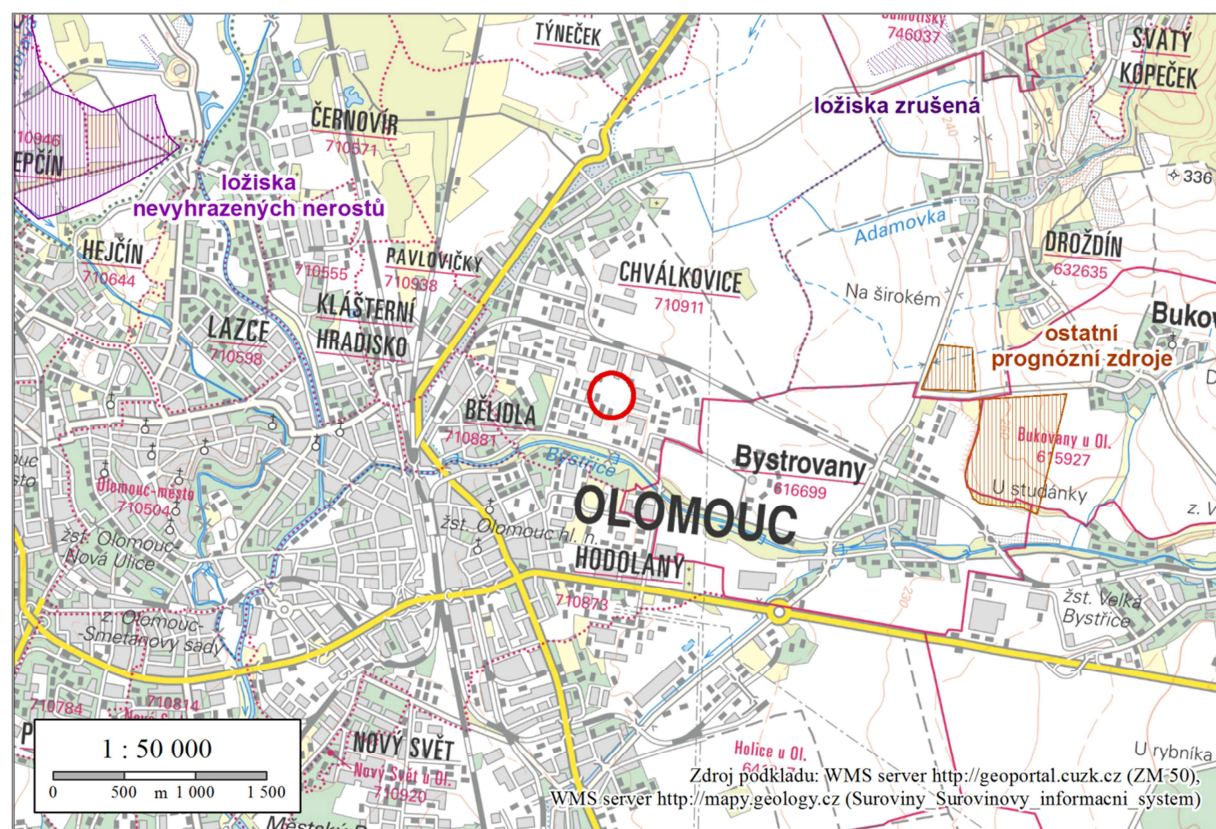 TÝNEČEK
746037
SVATÝ
KOPEČEK
ložiska zrušená
ČERNOVÍR
710571
240
710946
336
ložiska
nevyhrazených nerostů
Adamovka
HEJČÍN
710644
710555
PAVLOVIČKY
710938
CHVÁLKOVICE
710911
DROŽDÍN
632635
Na širokém
KLÁŠTERNÍ
HRADISKO
LAZCE
710598
ostatní
prognózní zdroje
BĚLIDLA
710881
Bystřice
Bystrovany
616699
Bukovany u Ol.
615927
U studánky
z. V
Olomouc-město
710504
OLOMOUC
žst. Olomouc hl. n.
žst. Olomouc-
-Nová Ulice
HODOLANY
710873
230
žst. Velká
Bystřice
z. Olomouc-
-Smetanovy sady
710784
710814
1 : 50 000
0 500 m 1 000 1 500
NOVÝ SVĚT
Nový Svět u Ol.
710920
Holice u Ol.
U rybníka
Zdroj podkladu: WMS server http://geoportal.cuzk.cz (ZM 50),
WMS server http://mapy.geology.cz (Suroviny_Surovinovy_informacni_system)